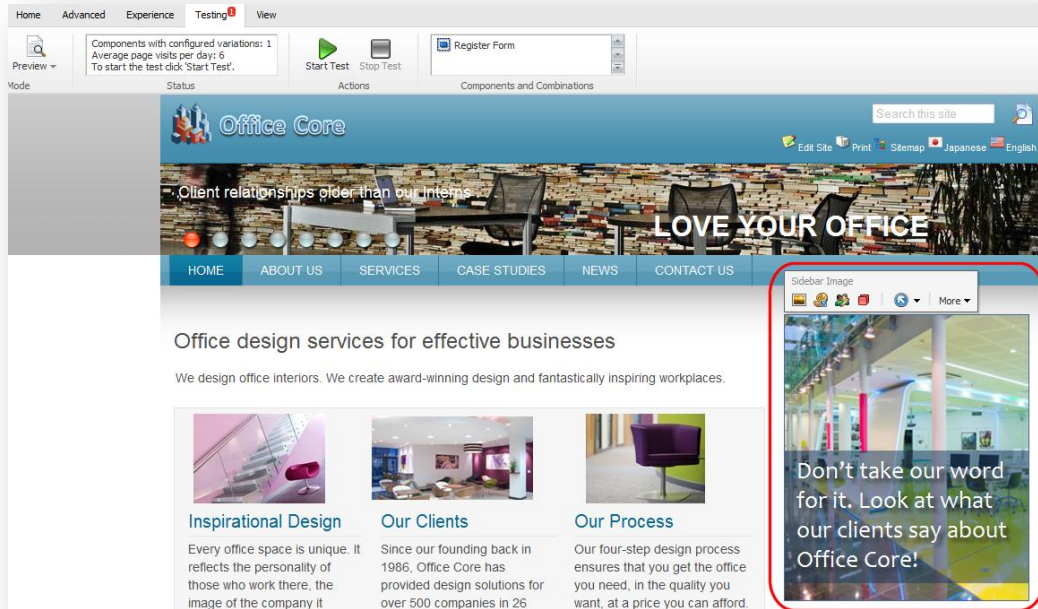 Home Advanced Experience Testing 1 View
Components with configured variations: 1
Average page visits per day: 6
To start the test click 'Start Test'.
Preview
Start Test Stop Test
Register Form
Mode Status Actions Components and Combinations
Office Core
Search this site
Edit Site Print Sitemap Japanese English
Client relationships older than our interns
LOVE YOUR OFFICE
HOME ABOUT US SERVICES CASE STUDIES NEWS CONTACT US
Sidebar Image
More
Office design services for effective businesses
We design office interiors. We create award-winning design and fantastically inspiring workplaces.
Don't take our word
for it. Look at what
our clients say about
Office Core!
Inspirational Design
Every office space is unique. It
reflects the personality of
those who work there, the
image of the company it
Our Clients
Since our founding back in
1986, Office Core has
provided design solutions for
over 500 companies in 26
Our Process
Our four-step design process
ensures that you get the office
you need, in the quality you
want, at a price you can afford.